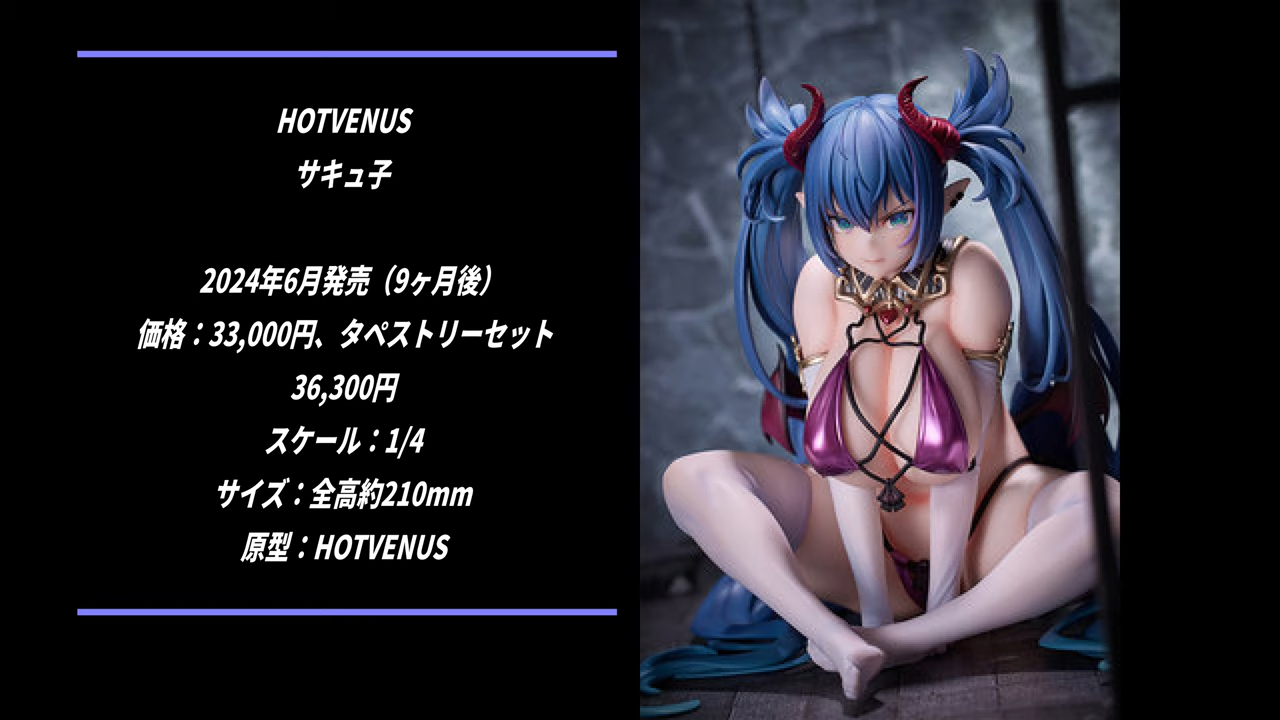 HOTVENUS
サキュ子
2024年6月発売（9ヶ月後）
価格：33,000円、タペストリーセット
36,300円
スケール：1/4
サイズ：全高約210mm
原型：HOTVENUS